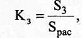 K₃ = S₃ / Sрас,